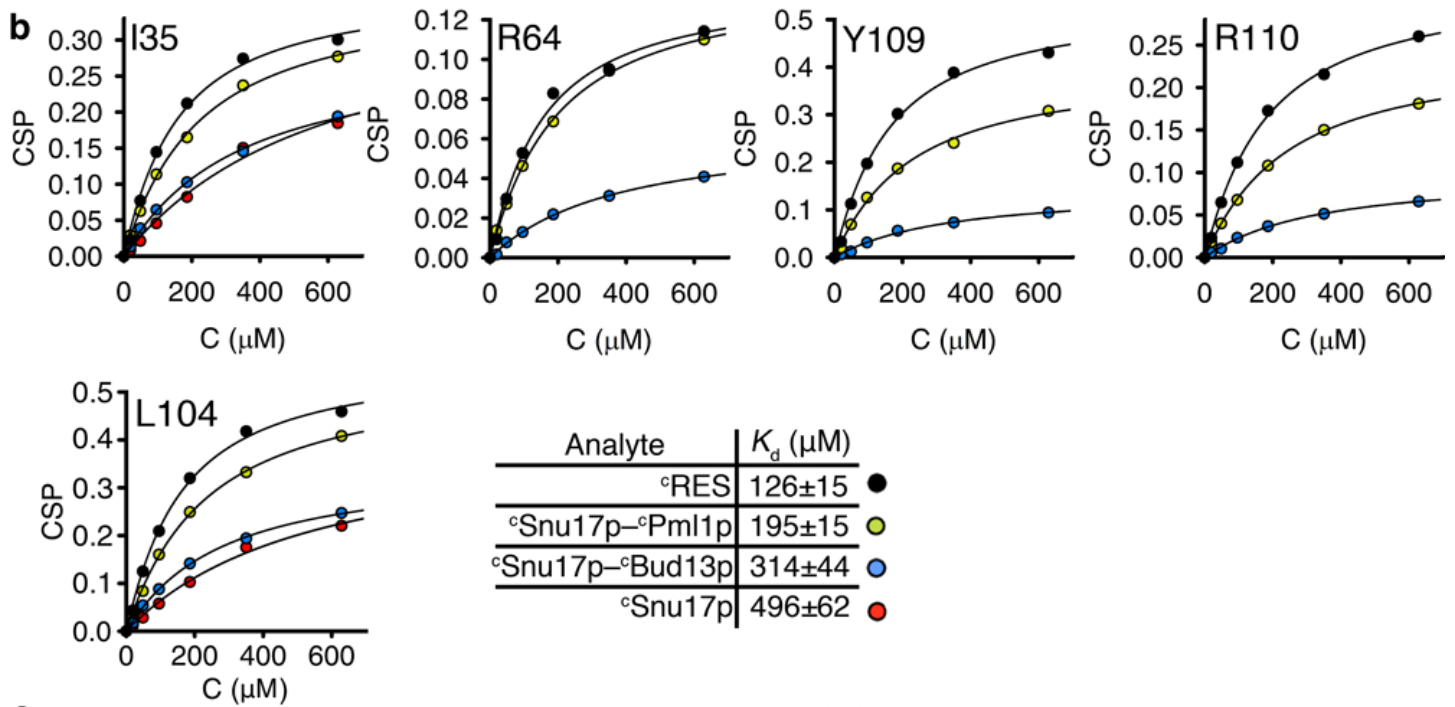 b
I35
0.30
0.25
0.20
0.15
0.10
0.05
0.00
CSP
0 200 400 600
C (μM)
R64
0.12
0.10
0.08
0.06
0.04
0.02
0.00
CSP
0 200 400 600
C (μM)
Y109
0.5
0.4
0.3
0.2
0.1
0.0
CSP
0 200 400 600
C (μM)
R110
0.25
0.20
0.15
0.10
0.05
0.00
CSP
0 200 400 600
C (μM)
L104
0.5
0.4
0.3
0.2
0.1
0.0
CSP
0 200 400 600
C (μM)
Analyte Kd (μM)
cRES 126±15
cSnu17p–cPml1p 195±15
cSnu17p–cBud13p 314±44
cSnu17p 496±62